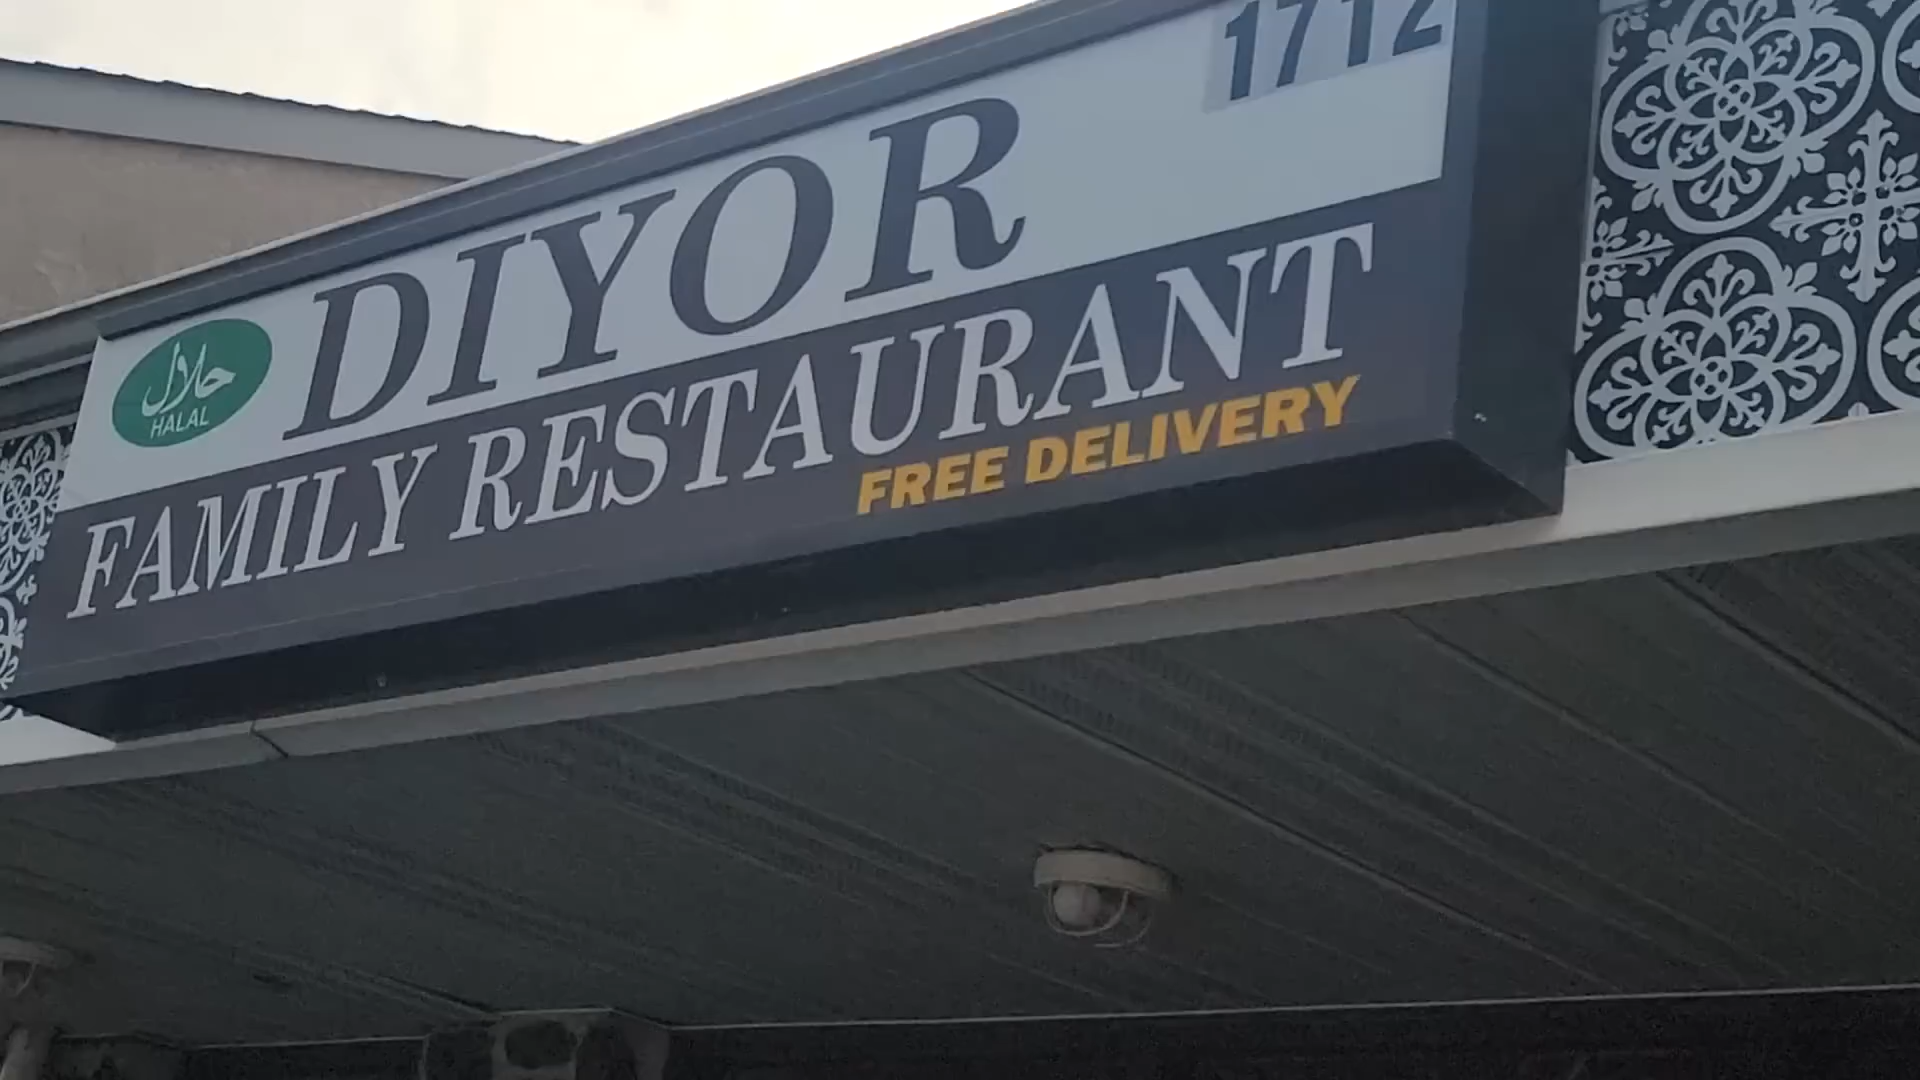 1712
DIYOR
حلال
HALAL
FAMILY RESTAURANT
FREE DELIVERY